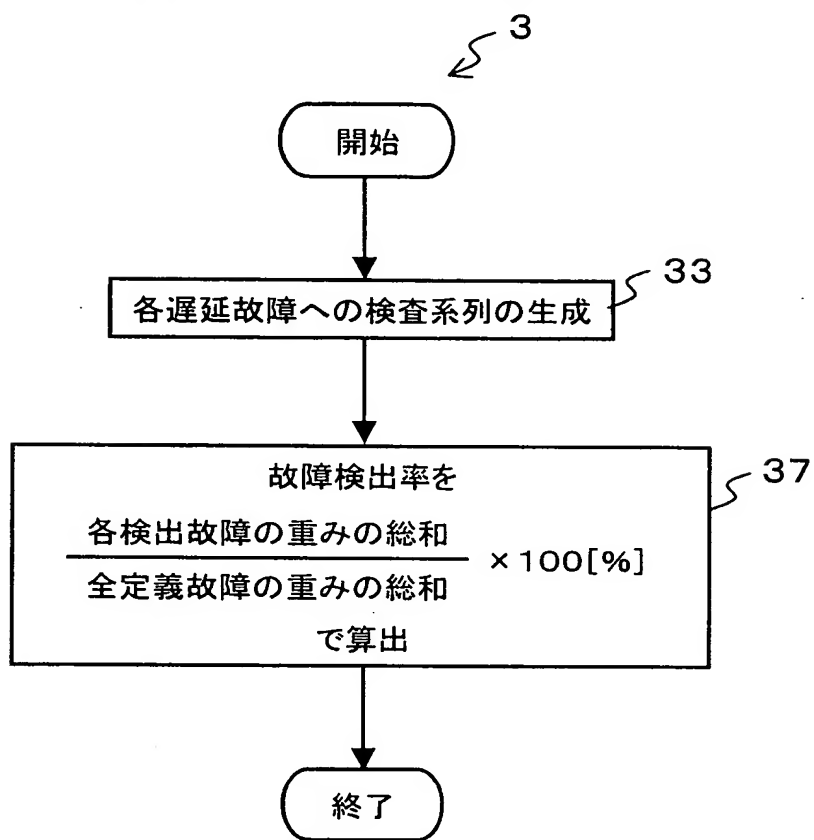 3
開始
各遅延故障への検査系列の生成
33
故障検出率を
各検出故障の重みの総和
全定義故障の重みの総和
×100[%]
で算出
37
終了